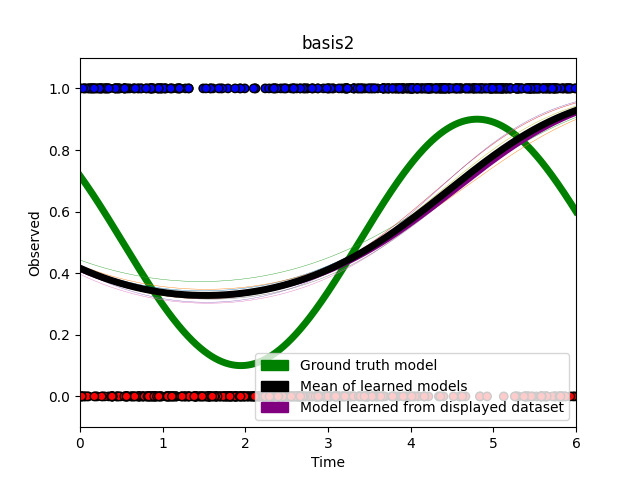 basis2
Observed
1.0
0.8
0.6
0.4
0.2
0.0
Ground truth model
Mean of learned models
Model learned from displayed dataset
0 1 2 3 4 5 6
Time